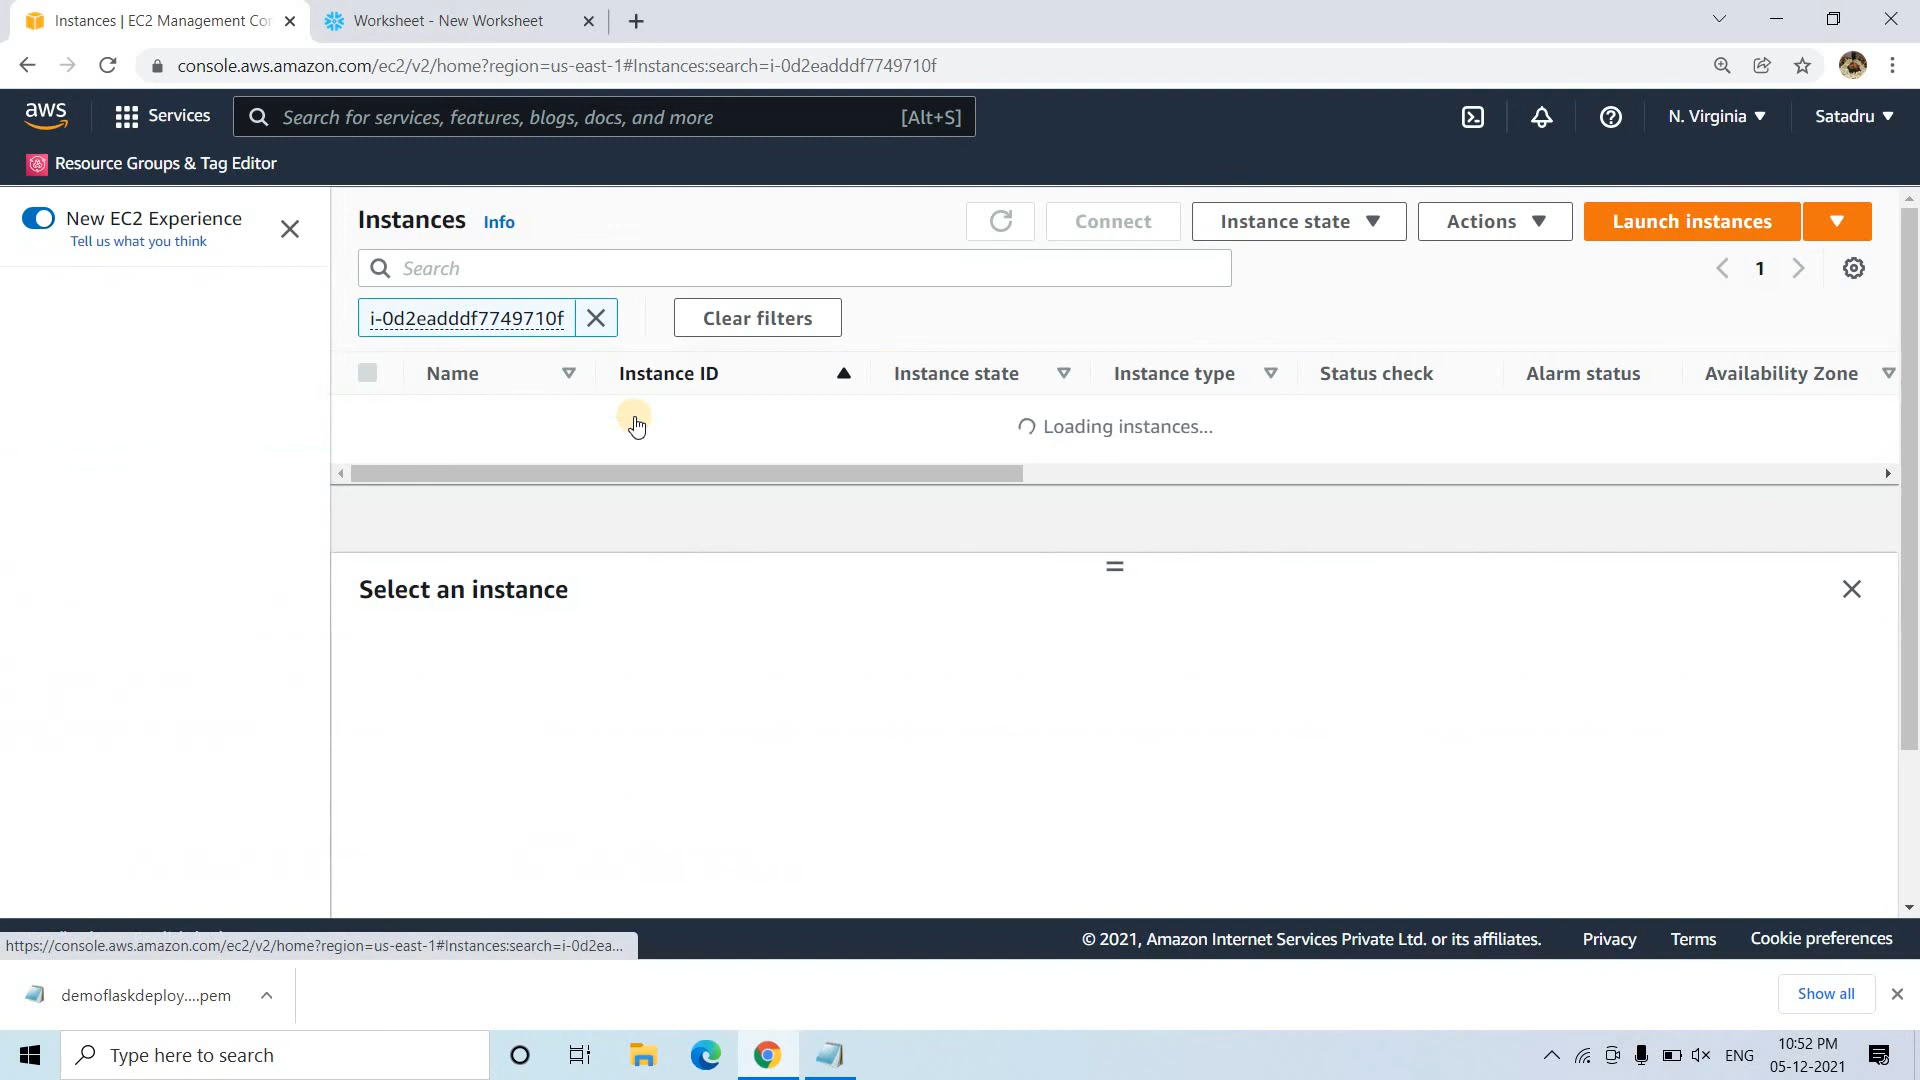 Instances | EC2 Management Cor
Worksheet - New Worksheet
console.aws.amazon.com/ec2/v2/home?region=us-east-1#Instances:search=i-0d2eadddf7749710f
aws
Services
Search for services, features, blogs, docs, and more
[Alt+S]
N. Virginia
Satadru
Resource Groups & Tag Editor
New EC2 Experience
Tell us what you think
Instances
Info
Connect
Instance state
Actions
Launch instances
Search
1
i-0d2eadddf7749710f
Clear filters
Name
Instance ID
Instance state
Instance type
Status check
Alarm status
Availability Zone
Loading instances...
Select an instance
© 2021, Amazon Internet Services Private Ltd. or its affiliates.
Privacy
Terms
Cookie preferences
https://console.aws.amazon.com/ec2/v2/home?region=us-east-1#Instances:search=i-0d2ea...
demoflaskdeploy....pem
Show all
Type here to search
ENG
10:52 PM
05-12-2021